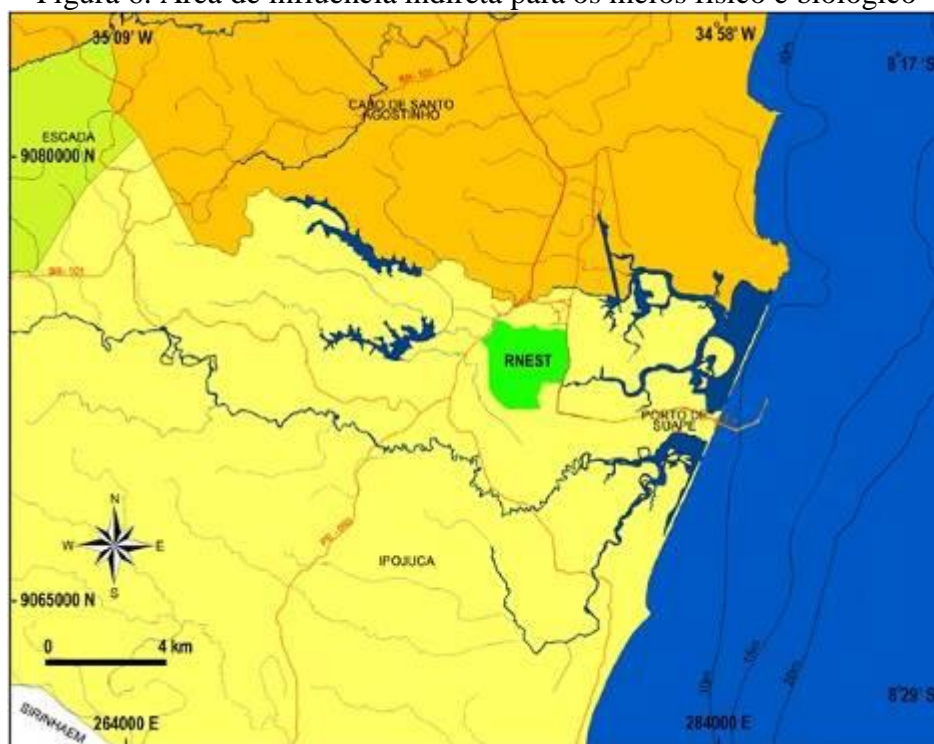 Figura 6: Área de influência indireta para os meios físico e biológico
35°09' W
34°58' W
8°17' 'S
BR- 101
CABO DE SANTO
AGOSTINHO
ESCADA
9080000 N
BR- 101
RNEST
PORTO DE
SUAPE
N
W
E
S
IPOJUCA
9065000 N
0
4 km
10m
20m
SIRINHAEM
264000 E
284000 E
8°29' 'S